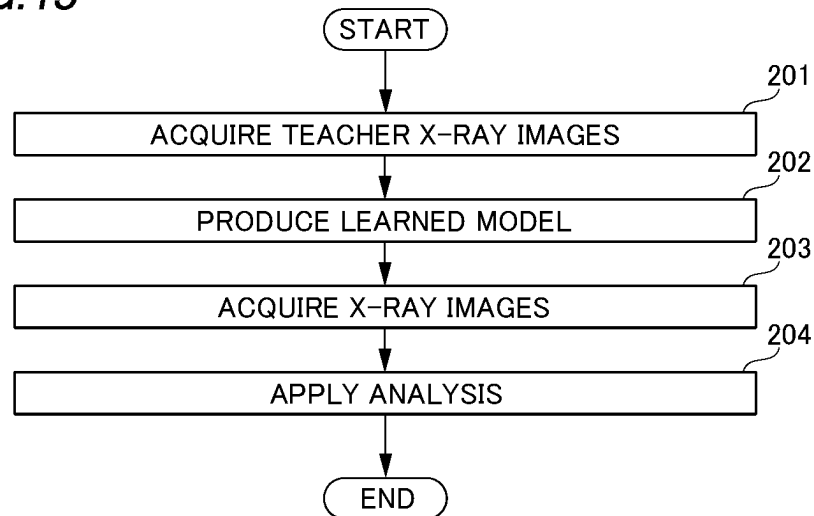 START
201
ACQUIRE TEACHER X-RAY IMAGES
202
PRODUCE LEARNED MODEL
203
ACQUIRE X-RAY IMAGES
204
APPLY ANALYSIS
END